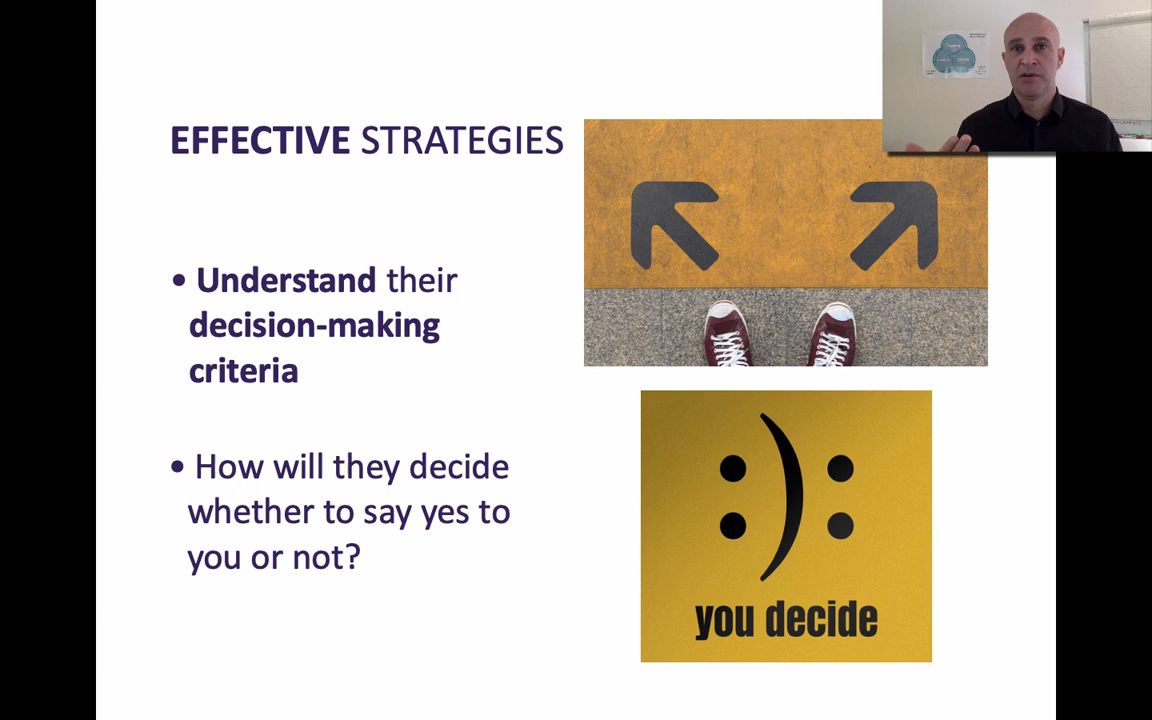 EFFECTIVE STRATEGIES
• Understand their
decision-making
criteria
• How will they decide
whether to say yes to
you or not?
:):
you decide